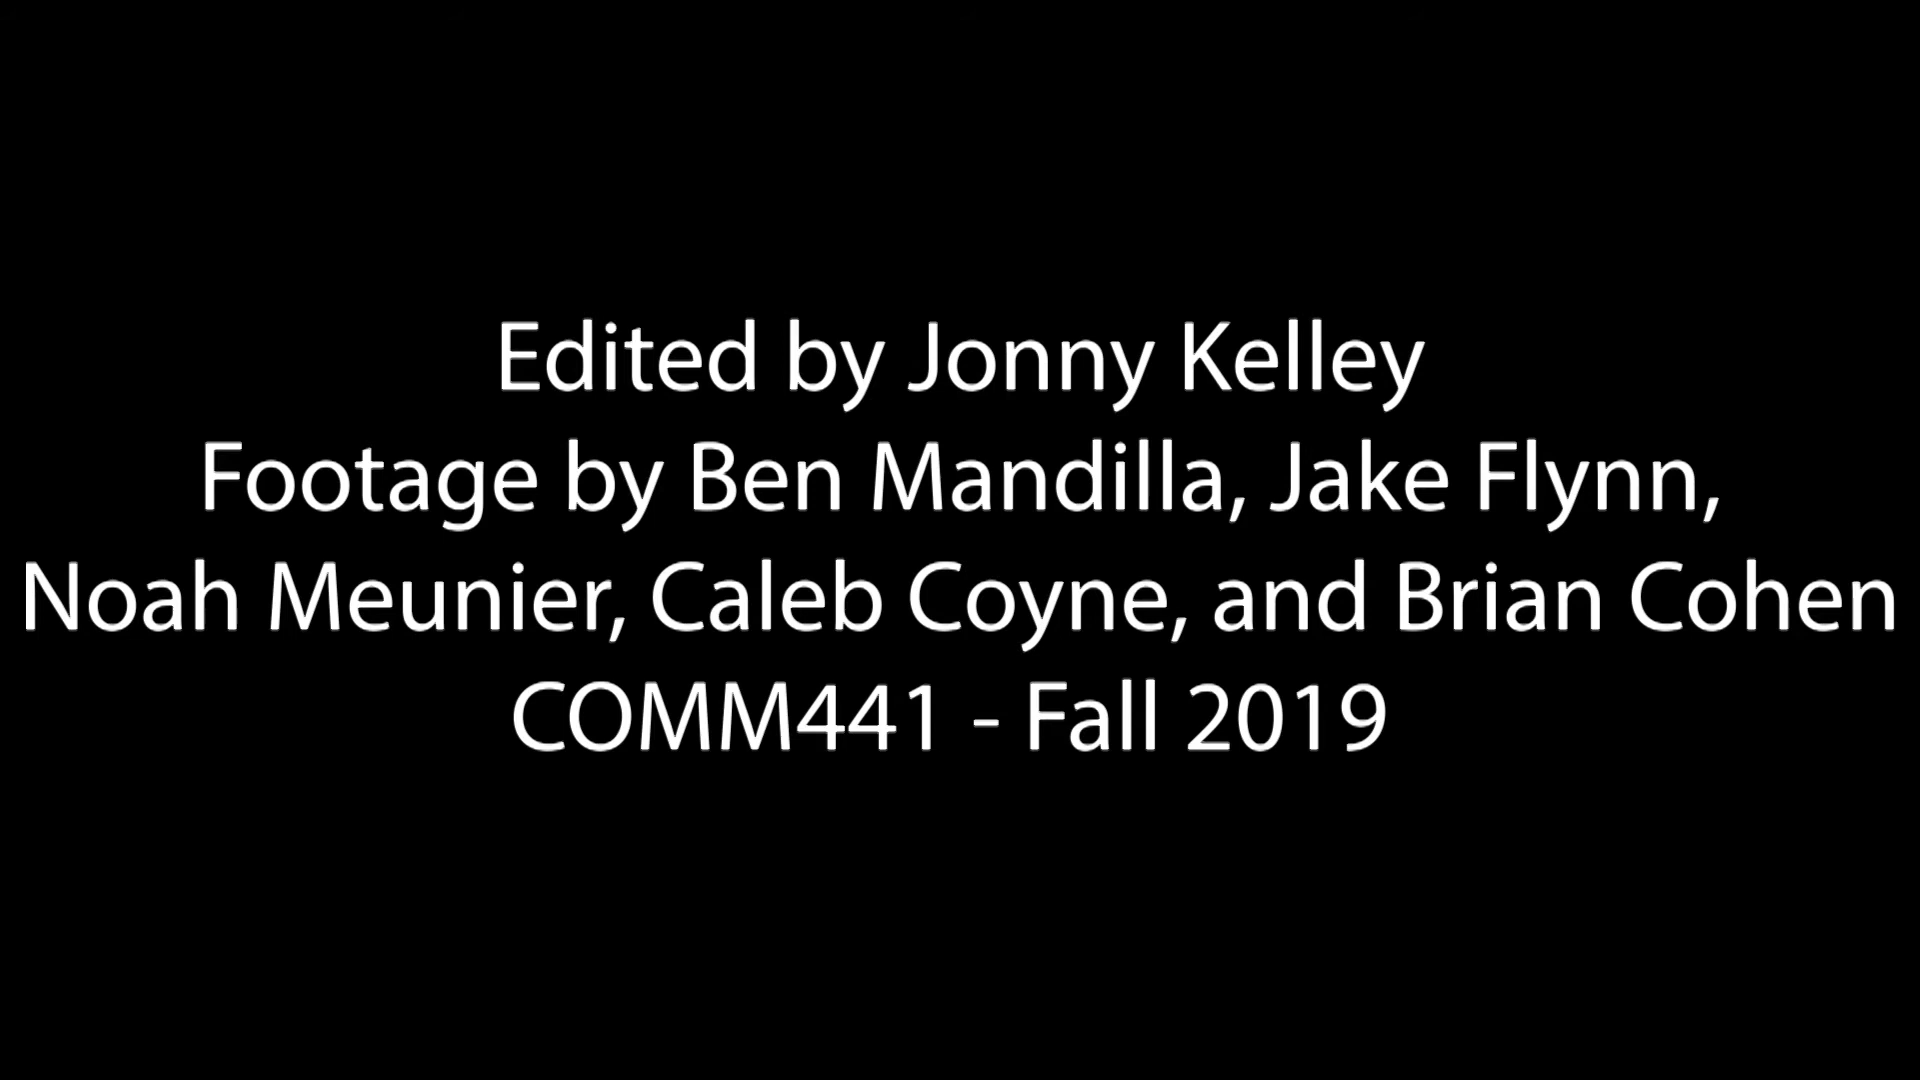 Edited by Jonny Kelley
Footage by Ben Mandilla, Jake Flynn,
Noah Meunier, Caleb Coyne, and Brian Cohen
COMM441 - Fall 2019